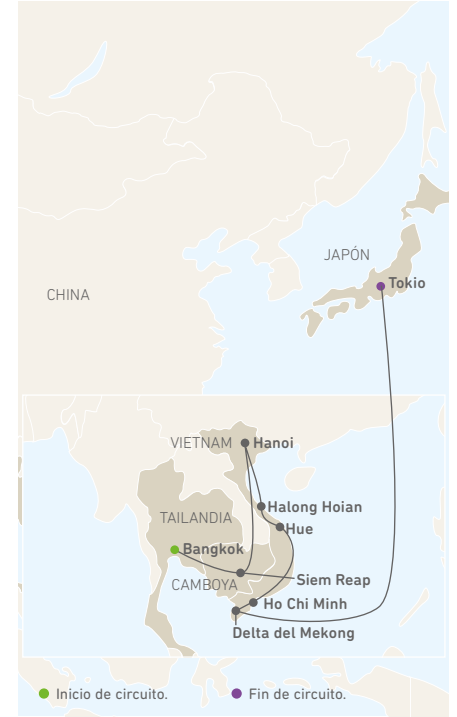 JAPÓN
Tokio
CHINA
VIETNAM
Hanoi
Halong Hoian
TAILANDIA
Hue
Bangkok
CAMBOYA
Siem Reap
Ho Chi Minh
Delta del Mekong
Inicio de circuito.
Fin de circuito.